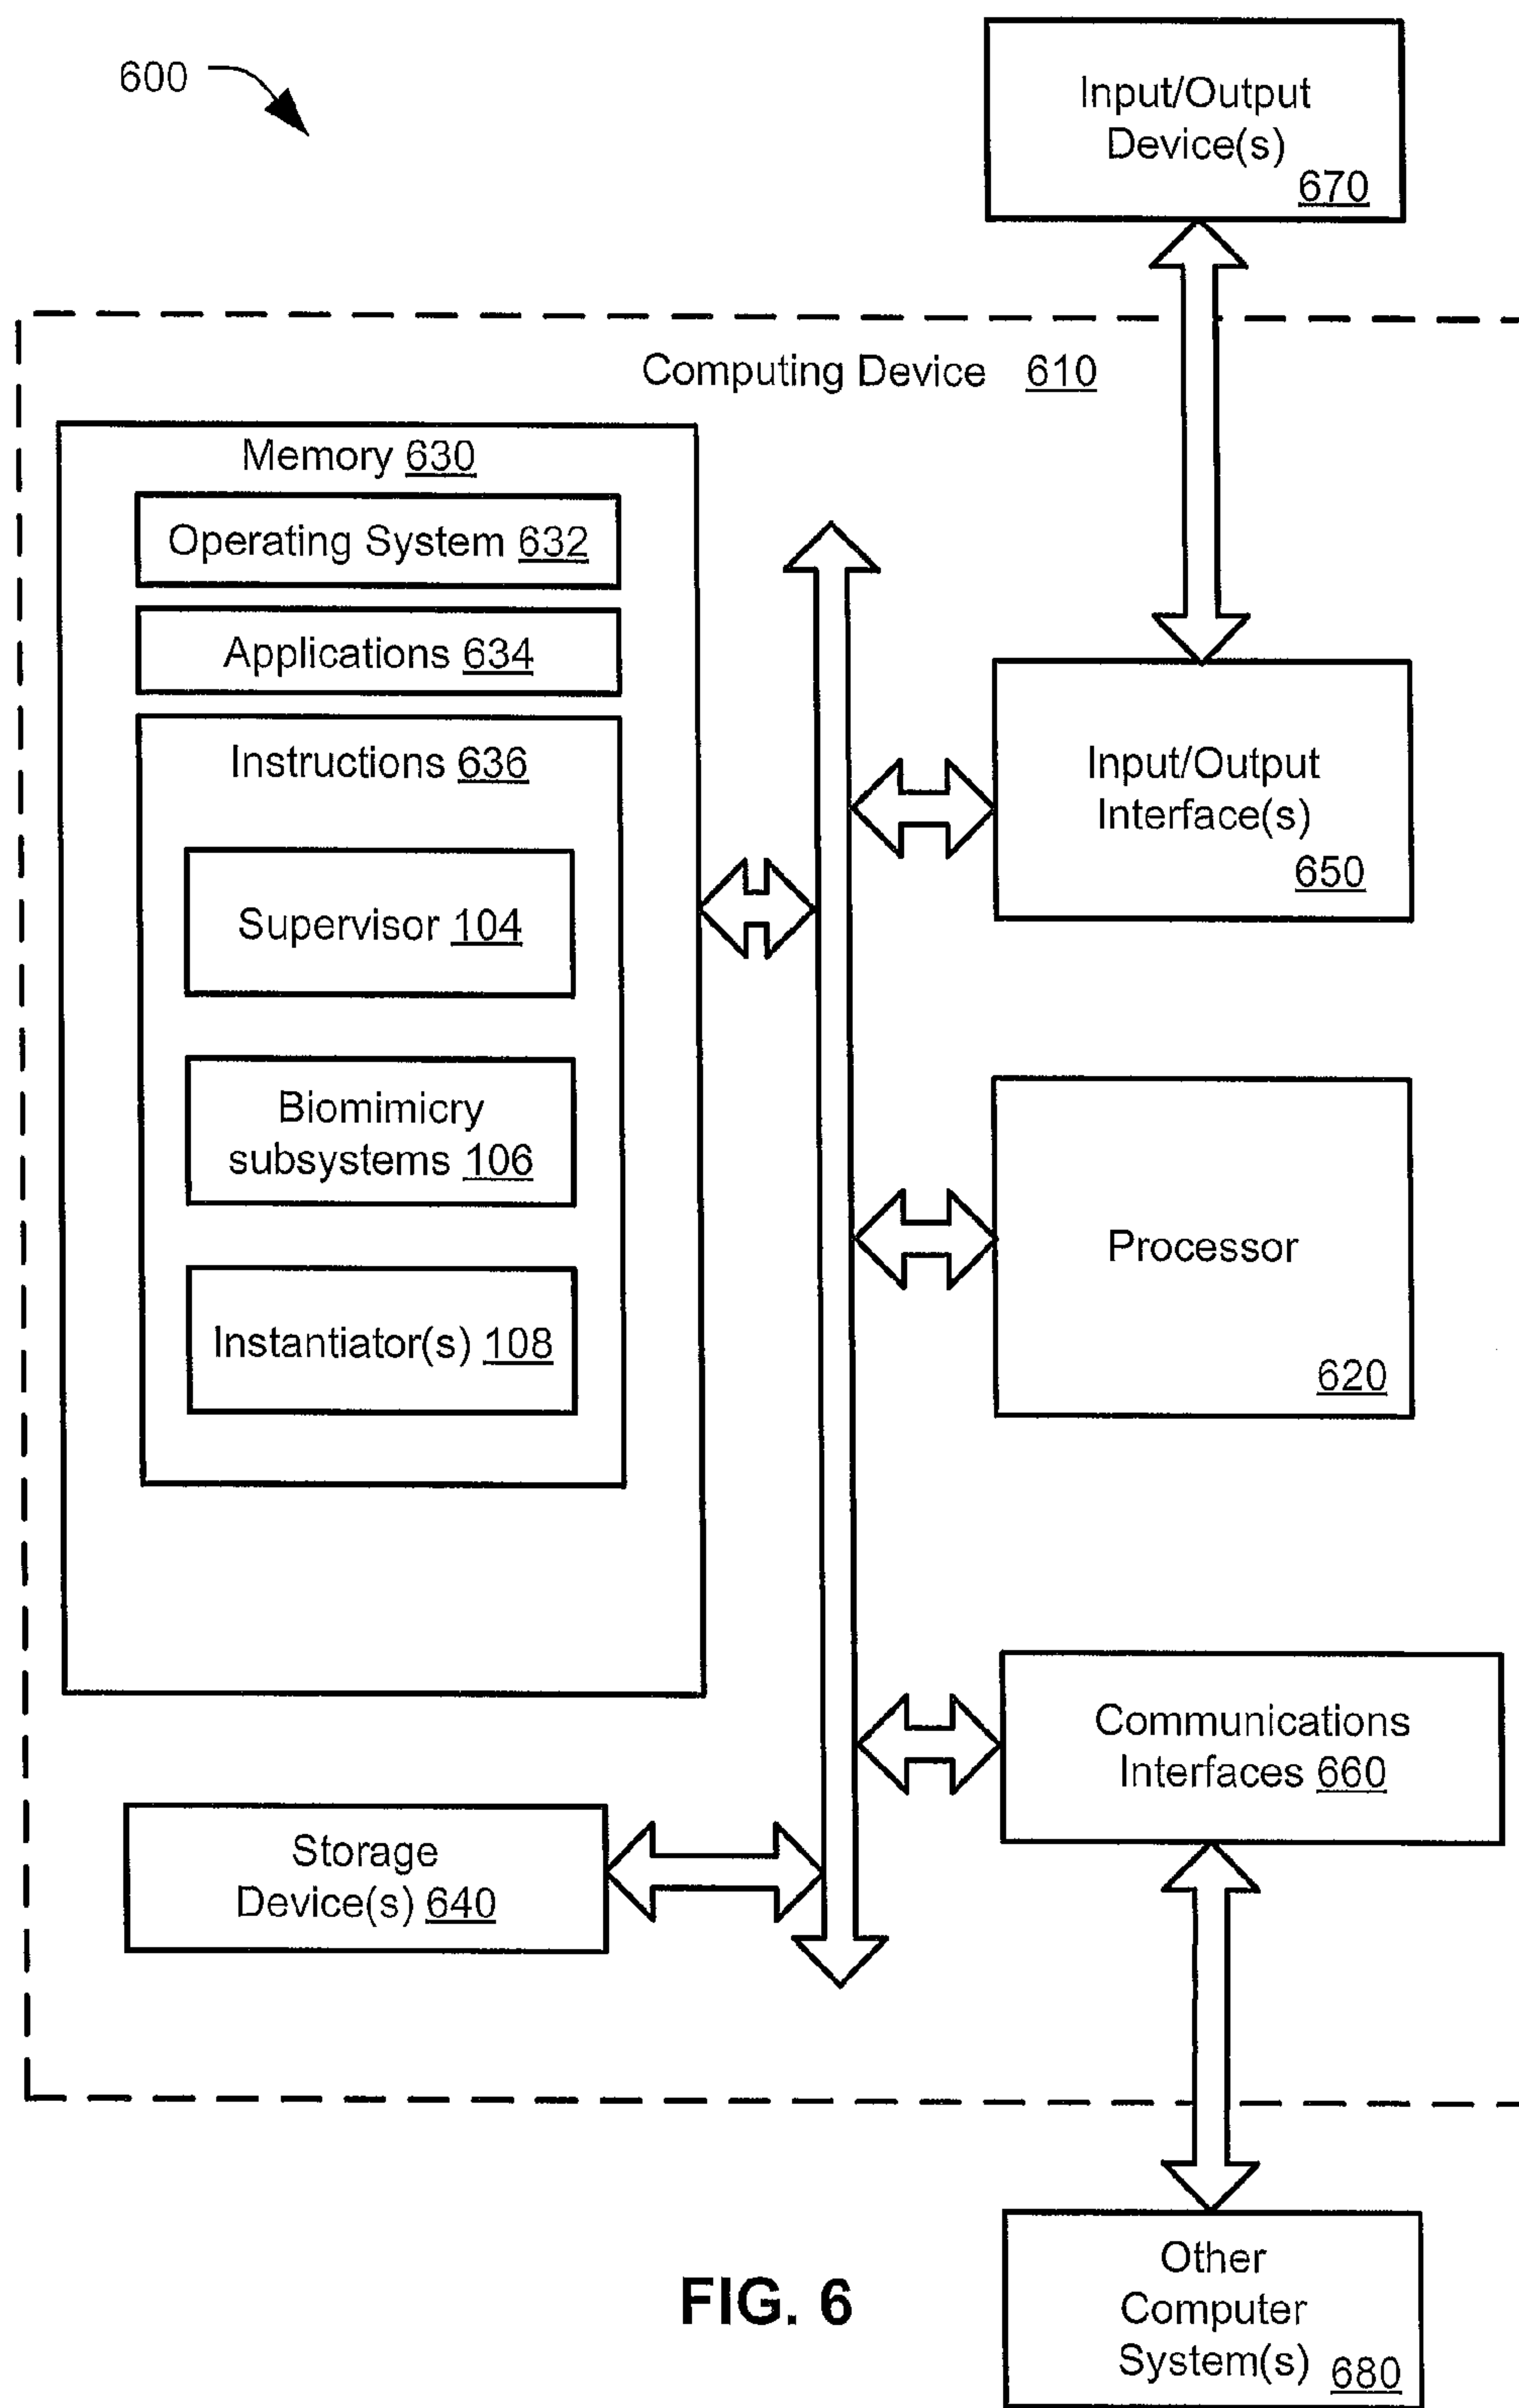 600
Input/Output
Device(s)
670
Computing Device 610
Memory 630
Operating System 632
Applications 634
Instructions 636
Supervisor 104
Biomimicry
subsystems 106
Instantiator(s) 108
Input/Output
Interface(s)
650
Processor
620
Communications
Interfaces 660
Storage
Device(s) 640
Other
Computer
System(s) 680
FIG. 6